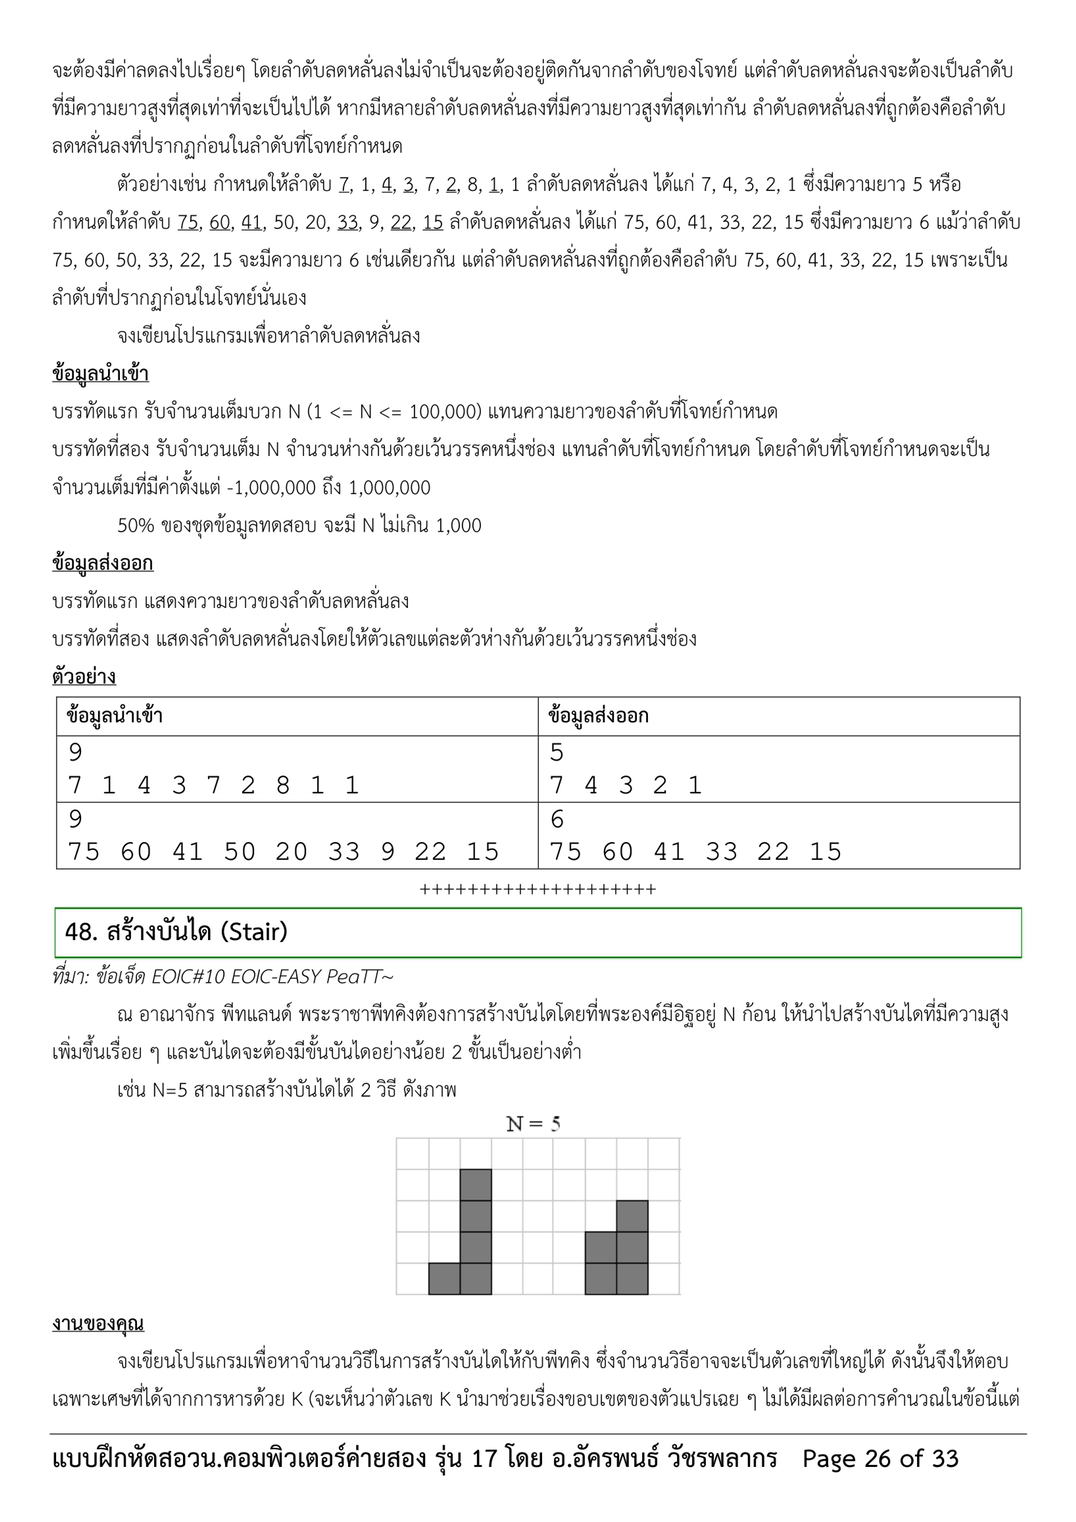 จะต้องมีค่าลดลงไปเรื่อยๆ โดยลำดับลดหลั่นลงไม่จำเป็นจะต้องอยู่ติดกันจากลำดับของโจทย์ แต่ลำดับลดหลั่นลงจะต้องเป็นลำดับ
ที่มีความยาวสูงที่สุดเท่าที่จะเป็นไปได้ หากมีหลายลำดับลดหลั่นลงที่มีความยาวสูงที่สุดเท่ากัน ลำดับลดหลั่นลงที่ถูกต้องคือลำดับ
ลดหลั่นลงที่ปรากฏก่อนในลำดับที่โจทย์กำหนด
ตัวอย่างเช่น กำหนดให้ลำดับ 7, 1, 4, 3, 7, 2, 8, 1, 1 ลำดับลดหลั่นลง ได้แก่ 7, 4, 3, 2, 1 ซึ่งมีความยาว 5 หรือ
กำหนดให้ลำดับ 75, 60, 41, 50, 20, 33, 9, 22, 15 ลำดับลดหลั่นลง ได้แก่ 75, 60, 41, 33, 22, 15 ซึ่งมีความยาว 6 แม้ว่าลำดับ
75, 60, 50, 33, 22, 15 จะมีความยาว 6 เช่นเดียวกัน แต่ลำดับลดหลั่นลงที่ถูกต้องคือลำดับ 75, 60, 41, 33, 22, 15 เพราะเป็น
ลำดับที่ปรากฏก่อนในโจทย์นั่นเอง
จงเขียนโปรแกรมเพื่อหาลำดับลดหลั่นลง
ข้อมูลนำเข้า
บรรทัดแรก รับจำนวนเต็มบวก N (1 <= N <= 100,000) แทนความยาวของลำดับที่โจทย์กำหนด
บรรทัดที่สอง รับจำนวนเต็ม N จำนวนห่างกันด้วยเว้นวรรคหนึ่งช่อง แทนลำดับที่โจทย์กำหนด โดยลำดับที่โจทย์กำหนดจะเป็น
จำนวนเต็มที่มีค่าตั้งแต่ -1,000,000 ถึง 1,000,000
50% ของชุดข้อมูลทดสอบ จะมี N ไม่เกิน 1,000
ข้อมูลส่งออก
บรรทัดแรก แสดงความยาวของลำดับลดหลั่นลง
บรรทัดที่สอง แสดงลำดับลดหลั่นลงโดยให้ตัวเลขแต่ละตัวห่างกันด้วยเว้นวรรคหนึ่งช่อง
ตัวอย่าง
ข้อมูลนำเข้า ข้อมูลส่งออก
9 5
7 1 4 3 7 2 8 1 1 7 4 3 2 1
9 6
75 60 41 50 20 33 9 22 15 75 60 41 33 22 15
++++++++++++++++++++
48. สร้างบันได (Stair)
ที่มา: ข้อเจ็ด EOIC#10 EOIC-EASY PeaTT~
ณ อาณาจักร พีทแลนด์ พระราชาพีทคิงต้องการสร้างบันไดโดยที่พระองค์มีอิฐอยู่ N ก้อน ให้นำไปสร้างบันไดที่มีความสูง
เพิ่มขึ้นเรื่อย ๆ และบันไดจะต้องมีขั้นบันไดอย่างน้อย 2 ขั้นเป็นอย่างต่ำ
เช่น N=5 สามารถสร้างบันไดได้ 2 วิธี ดังภาพ
N = 5
งานของคุณ
จงเขียนโปรแกรมเพื่อหาจำนวนวิธีในการสร้างบันไดให้กับพีทคิง ซึ่งจำนวนวิธีอาจจะเป็นตัวเลขที่ใหญ่ได้ ดังนั้นจึงให้ตอบ
เฉพาะเศษที่ได้จากการหารด้วย K (จะเห็นว่าตัวเลข K นำมาช่วยเรื่องขอบเขตของตัวแปรเฉย ๆ ไม่ได้มีผลต่อการคำนวณในข้อนี้แต่
แบบฝึกหัดสอวน.คอมพิวเตอร์ค่ายสอง รุ่น 17 โดย อ.อัครพนธ์ วัชรพลากร Page 26 of 33